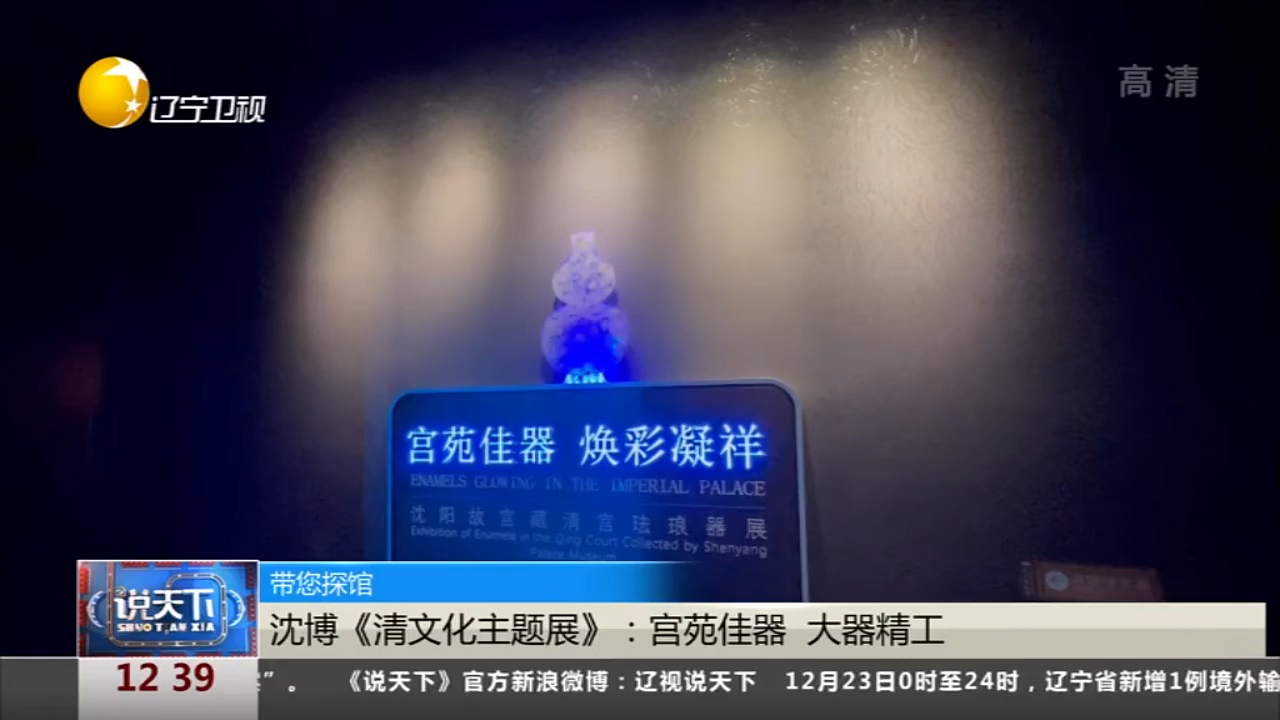 辽宁卫视
高清
宫苑佳器 焕彩凝祥
ENAMELS GLOWING IN THE IMPERIAL PALACE
沈阳故宫藏清宫珐琅器展
Exhibition of Enamels in the Qing Court Collected by Shenyang
Palace Museum
带您探馆
说天下
SHUO TIAN XIA
沈博《清文化主题展》：宫苑佳器 大器精工
12 39
”。 《说天下》官方新浪微博：辽视说天下 12月23日0时至24时，辽宁省新增1例境外输